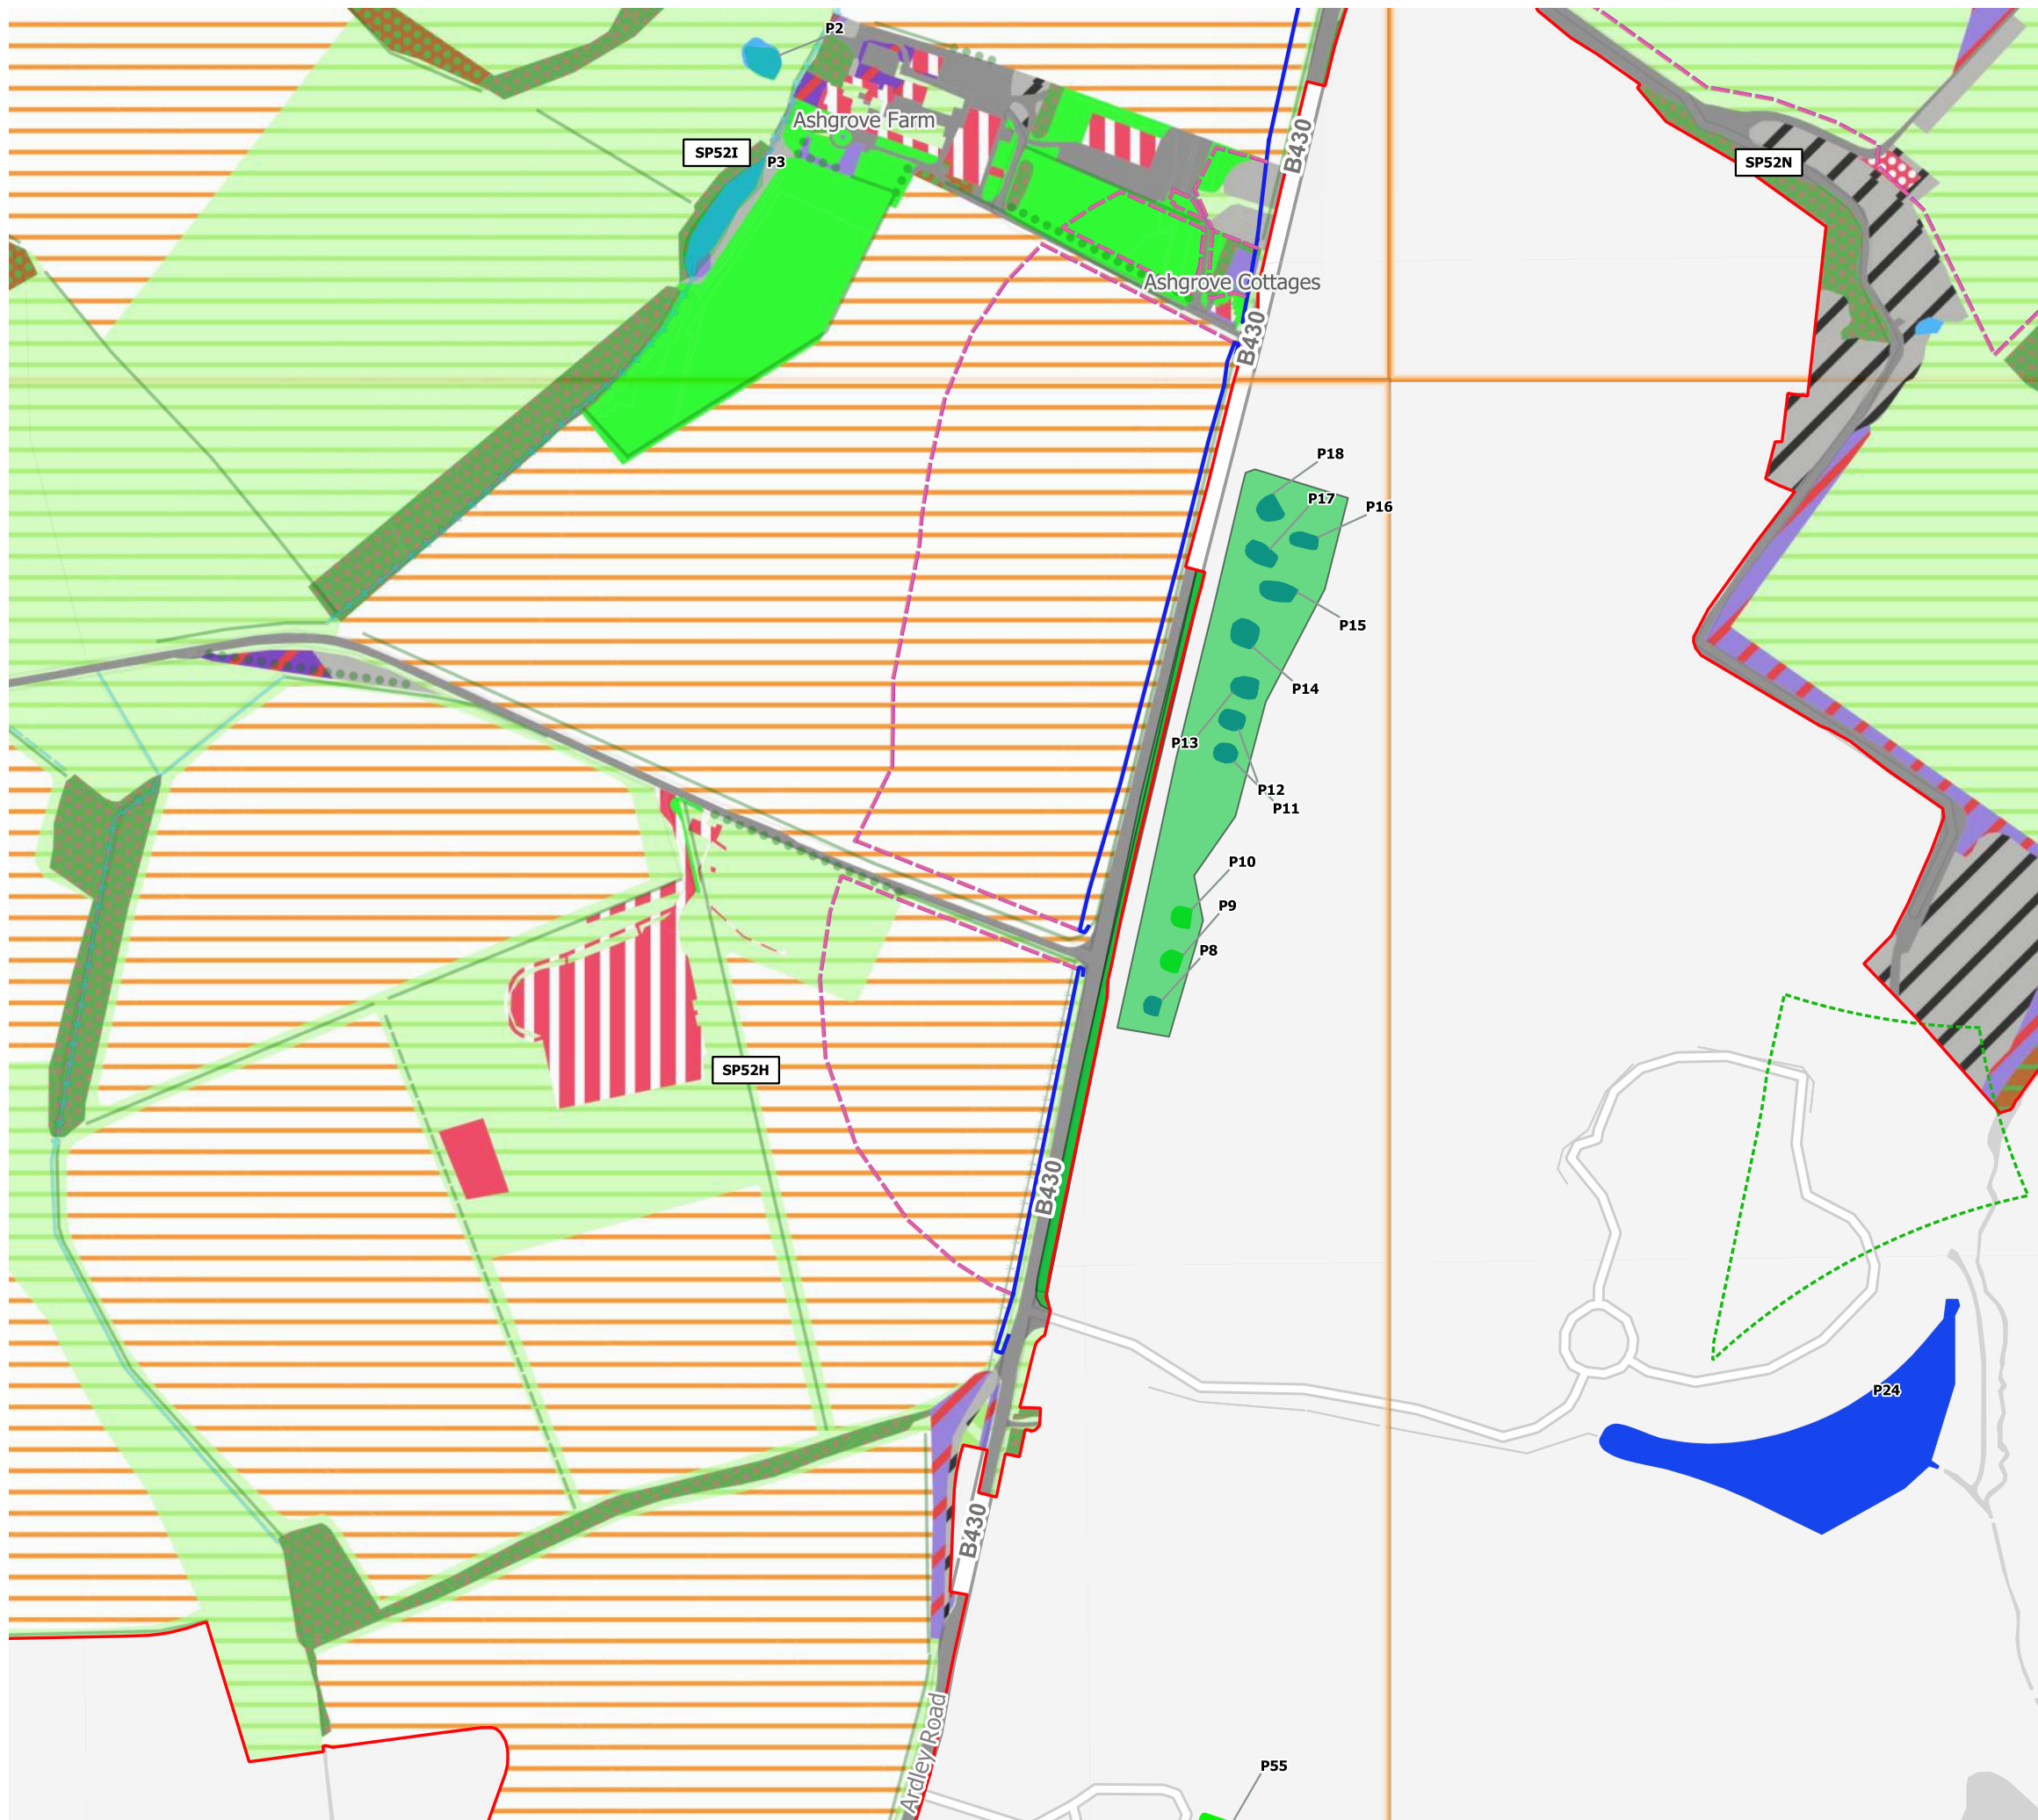 P2
Ashgrove Farm
SP52I
P3
B430
SP52N
Ashgrove Cottages
B430
P18
P17
P16
P15
P14
P13
P12
P11
P10
P9
P8
SP52H
B430
P24
B430
Ardley Road
P55